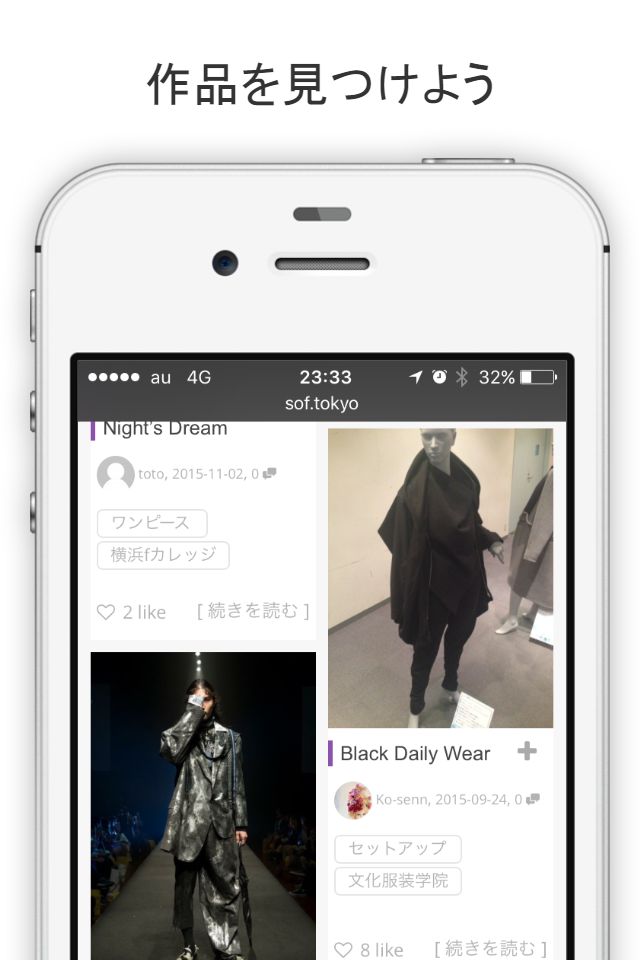 作品を見つけよう
au 4G 23:33 32%
sof.tokyo
Night's Dream
toto, 2015-11-02, 0
ワンピース
横浜fカレッジ
2 like [ 続きを読む ]
Black Daily Wear
Ko-senn, 2015-09-24, 0
セットアップ
文化服装学院
8 like [ 続きを読む ]